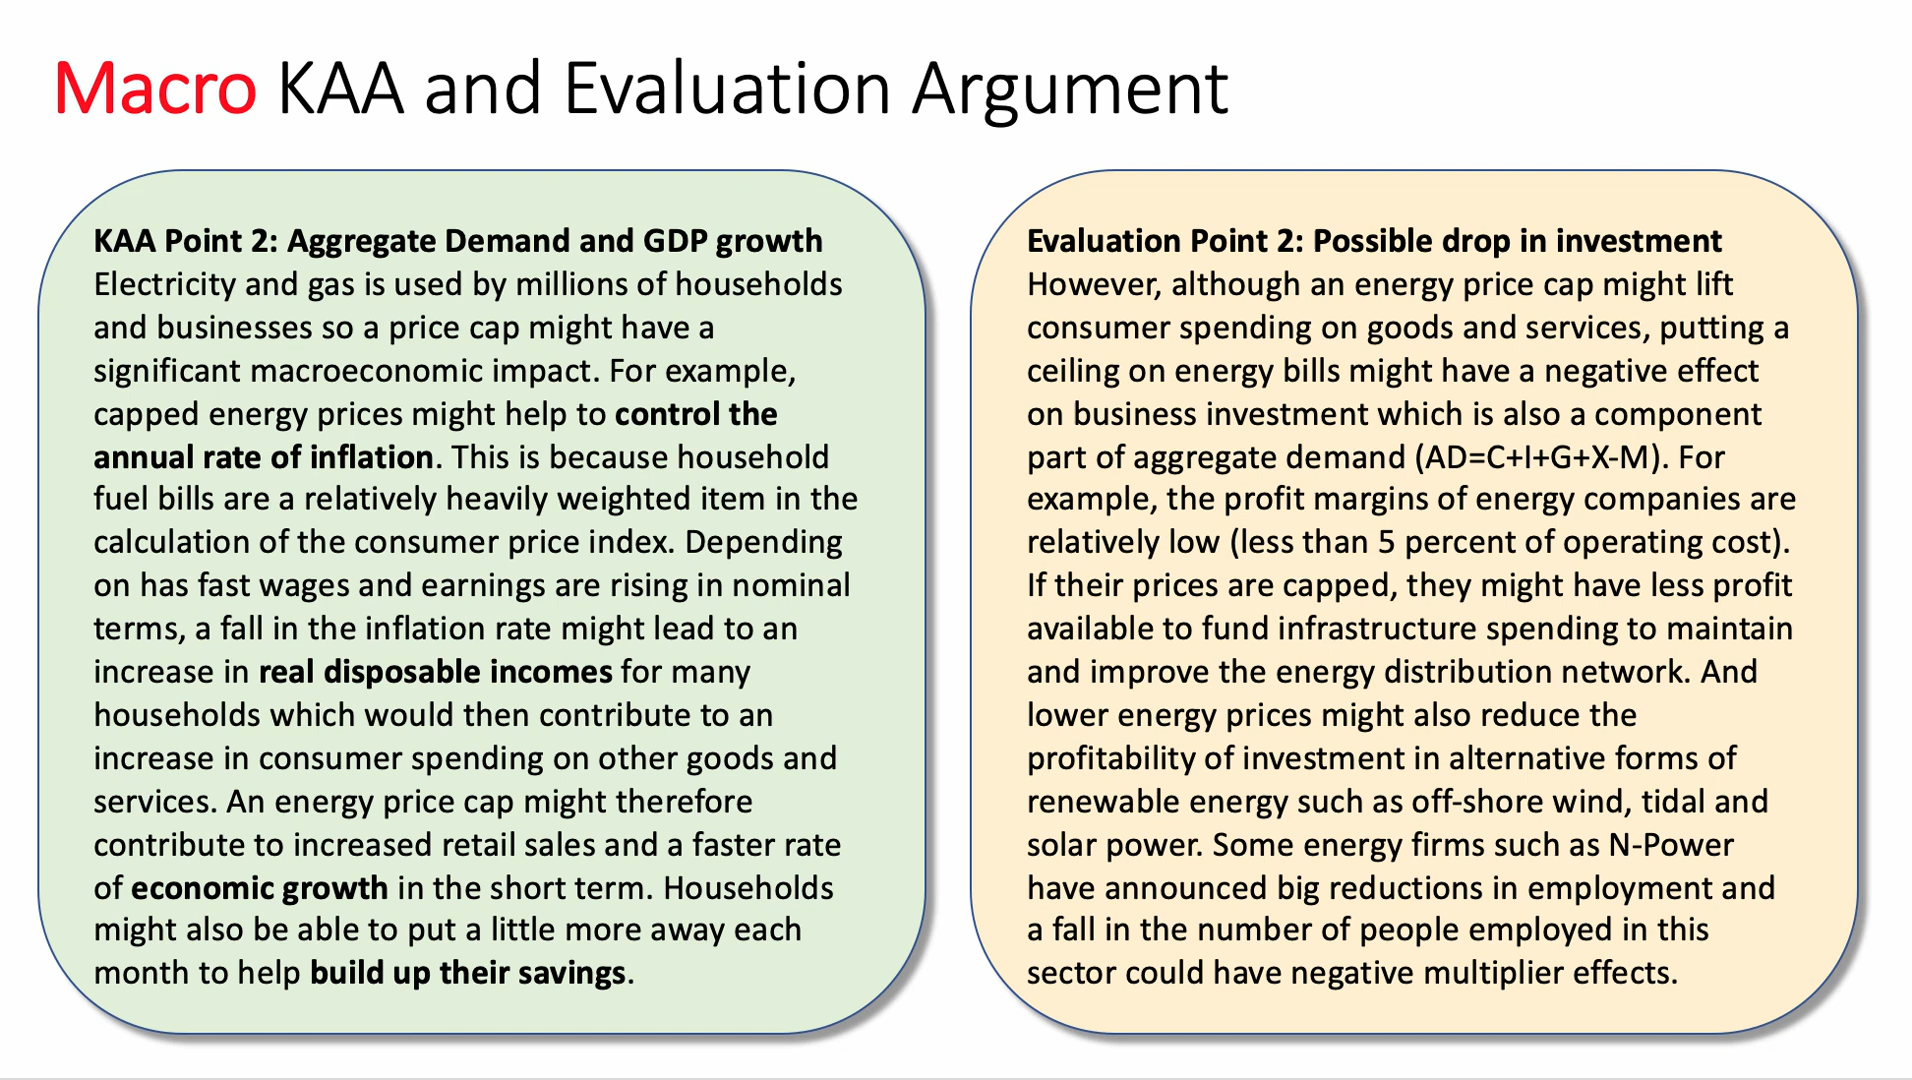 Macro KAA and Evaluation Argument
KAA Point 2: Aggregate Demand and GDP growth
Electricity and gas is used by millions of households
and businesses so a price cap might have a
significant macroeconomic impact. For example,
capped energy prices might help to control the
annual rate of inflation. This is because household
fuel bills are a relatively heavily weighted item in the
calculation of the consumer price index. Depending
on has fast wages and earnings are rising in nominal
terms, a fall in the inflation rate might lead to an
increase in real disposable incomes for many
households which would then contribute to an
increase in consumer spending on other goods and
services. An energy price cap might therefore
contribute to increased retail sales and a faster rate
of economic growth in the short term. Households
might also be able to put a little more away each
month to help build up their savings.
Evaluation Point 2: Possible drop in investment
However, although an energy price cap might lift
consumer spending on goods and services, putting a
ceiling on energy bills might have a negative effect
on business investment which is also a component
part of aggregate demand (AD=C+I+G+X-M). For
example, the profit margins of energy companies are
relatively low (less than 5 percent of operating cost).
If their prices are capped, they might have less profit
available to fund infrastructure spending to maintain
and improve the energy distribution network. And
lower energy prices might also reduce the
profitability of investment in alternative forms of
renewable energy such as off-shore wind, tidal and
solar power. Some energy firms such as N-Power
have announced big reductions in employment and
a fall in the number of people employed in this
sector could have negative multiplier effects.